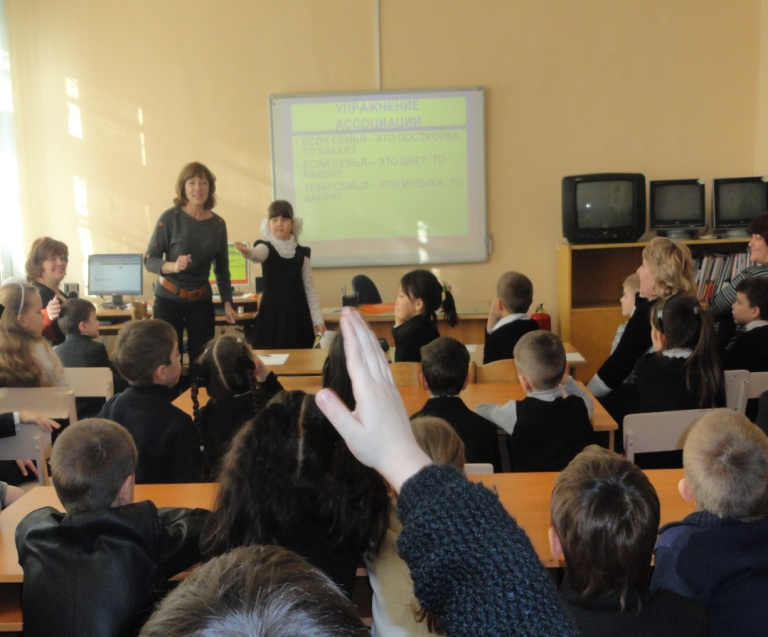 УПРАЖНЕНИЕ
АССОЦИАЦИИ
ЕСЛИ СЕМЬЯ - ЭТО ПОСТРОЙКА,
ТО КАКАЯ?
ЕСЛИ СЕМЬЯ – ЭТО ЦВЕТ, ТО
КАКОЙ?
ЕСЛИ СЕМЬЯ – ЭТО МУЗЫКА, ТО
КАКАЯ?